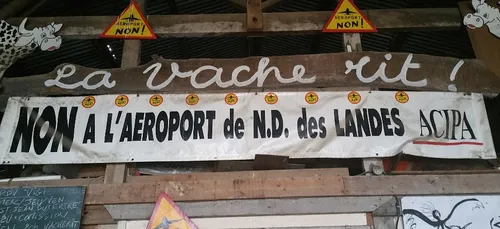 AEROPORT
NON!
AEROPORT
NON!
La vache rit !
NON A L'AEROPORT de N.D. des LANDES ACIPA